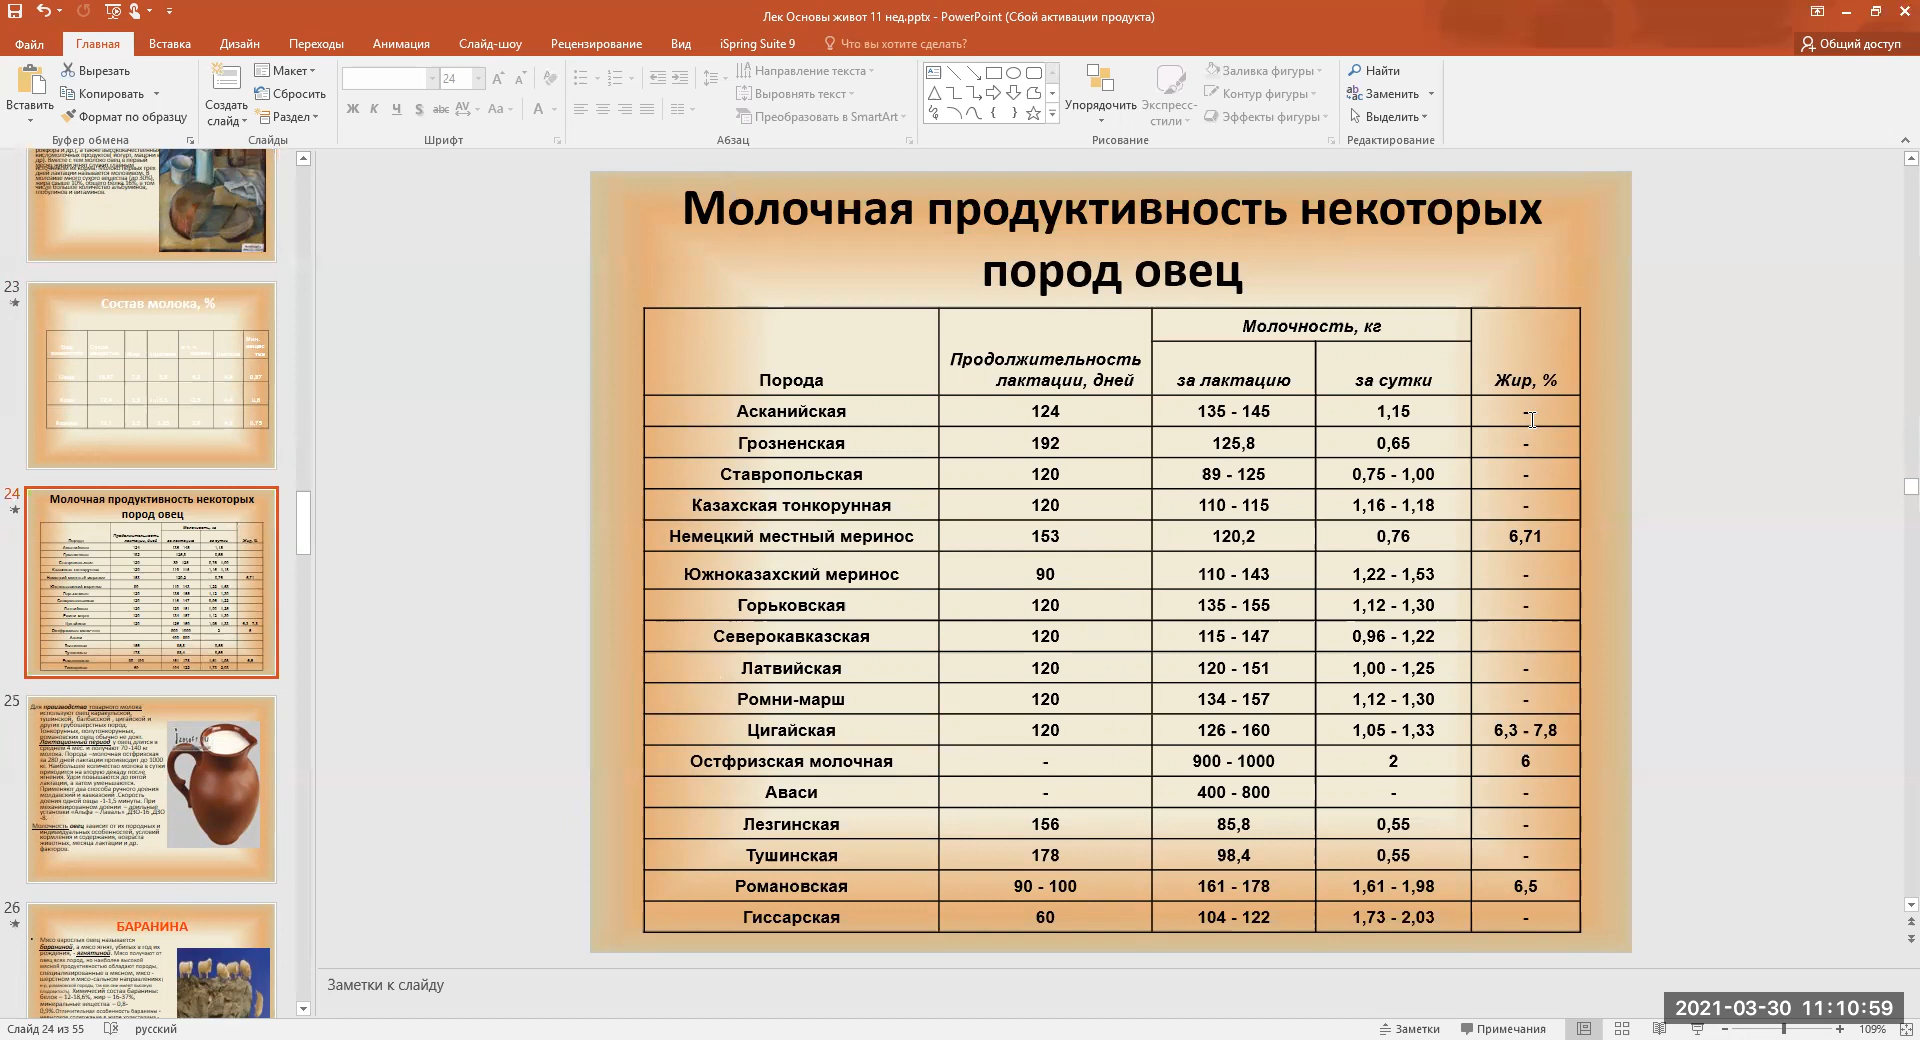 Лек Основы живот 11 нед.pptx - PowerPoint (Сбой активации продукта)
Файл Главная Вставка Дизайн Переходы Анимация Слайд-шоу Рецензирование Вид iSpring Suite 9 Что вы хотите сделать? Общий доступ
Вставить
Вырезать
Копировать
Формат по образцу
Буфер обмена
Создать слайд
Макет
Сбросить
Раздел
Слайды
24
Ж К Ч S abc AV Aa А
Шрифт
Направление текста
Выровнять текст
Преобразовать в SmartArt
Абзац
Упорядочить
Экспресс-стили
Заливка фигуры
Контур фигуры
Эффекты фигуры
Рисование
Найти
Заменить
Выделить
Редактирование
23
Состав молока, %
24
Молочная продуктивность некоторых
пород овец
25
Для производства товарного молока
26
БАРАНИНА
Молочная продуктивность некоторых
пород овец
Молочность, кг
Порода Продолжительность лактации, дней за лактацию за сутки Жир, %
Асканийская 124 135 - 145 1,15 -
Грозненская 192 125,8 0,65 -
Ставропольская 120 89 - 125 0,75 - 1,00 -
Казахская тонкорунная 120 110 - 115 1,16 - 1,18 -
Немецкий местный меринос 153 120,2 0,76 6,71
Южноказахский меринос 90 110 - 143 1,22 - 1,53 -
Горьковская 120 135 - 155 1,12 - 1,30 -
Северокавказская 120 115 - 147 0,96 - 1,22
Латвийская 120 120 - 151 1,00 - 1,25 -
Ромни-марш 120 134 - 157 1,12 - 1,30 -
Цигайская 120 126 - 160 1,05 - 1,33 6,3 - 7,8
Остфризская молочная - 900 - 1000 2 6
Аваси - 400 - 800 - -
Лезгинская 156 85,8 0,55 -
Тушинская 178 98,4 0,55 -
Романовская 90 - 100 161 - 178 1,61 - 1,98 6,5
Гиссарская 60 104 - 122 1,73 - 2,03 -
Заметки к слайду
2021-03-30 11:10:59
Слайд 24 из 55 русский Заметки Примечания 109%